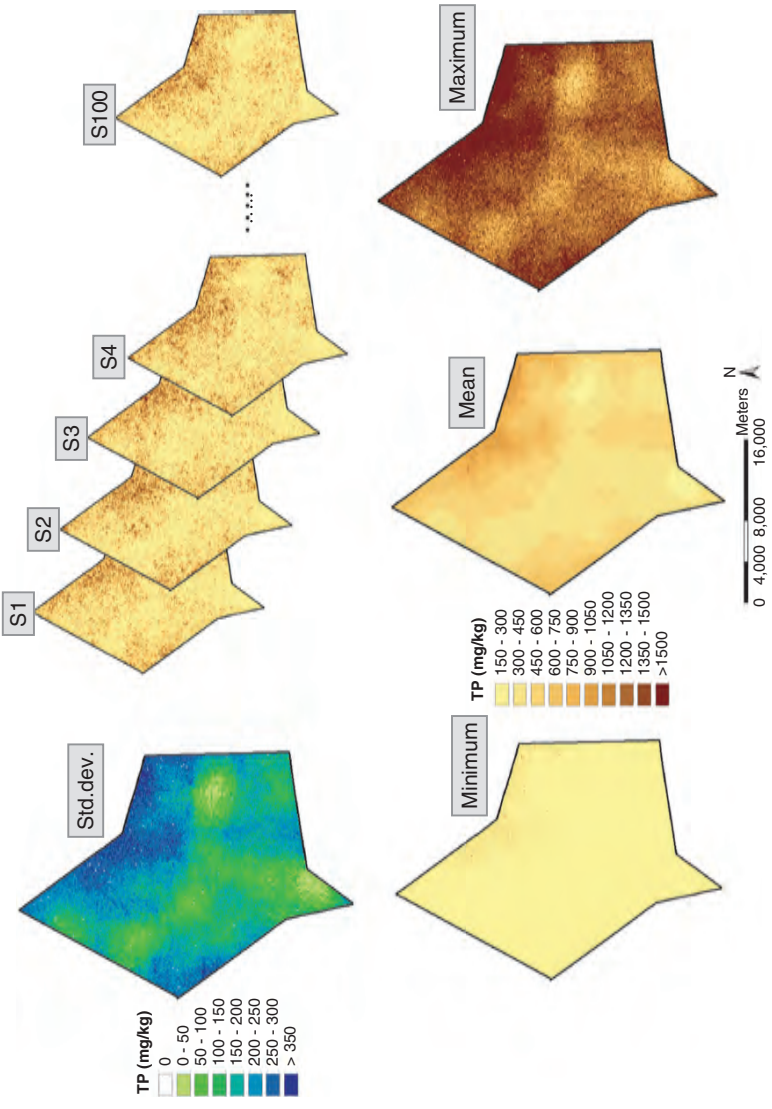 S1
S2
S3
S4
S100
Std.dev.
TP (mg/kg)
0
0 - 50
50 - 100
100 - 150
150 - 200
200 - 250
250 - 300
> 350
Minimum
TP (mg/kg)
150 - 300
300 - 450
450 - 600
600 - 750
750 - 900
900 - 1050
1050 - 1200
1200 - 1350
1350 - 1500
>1500
Mean
Maximum
N
Meters
0 4,000 8,000 16,000